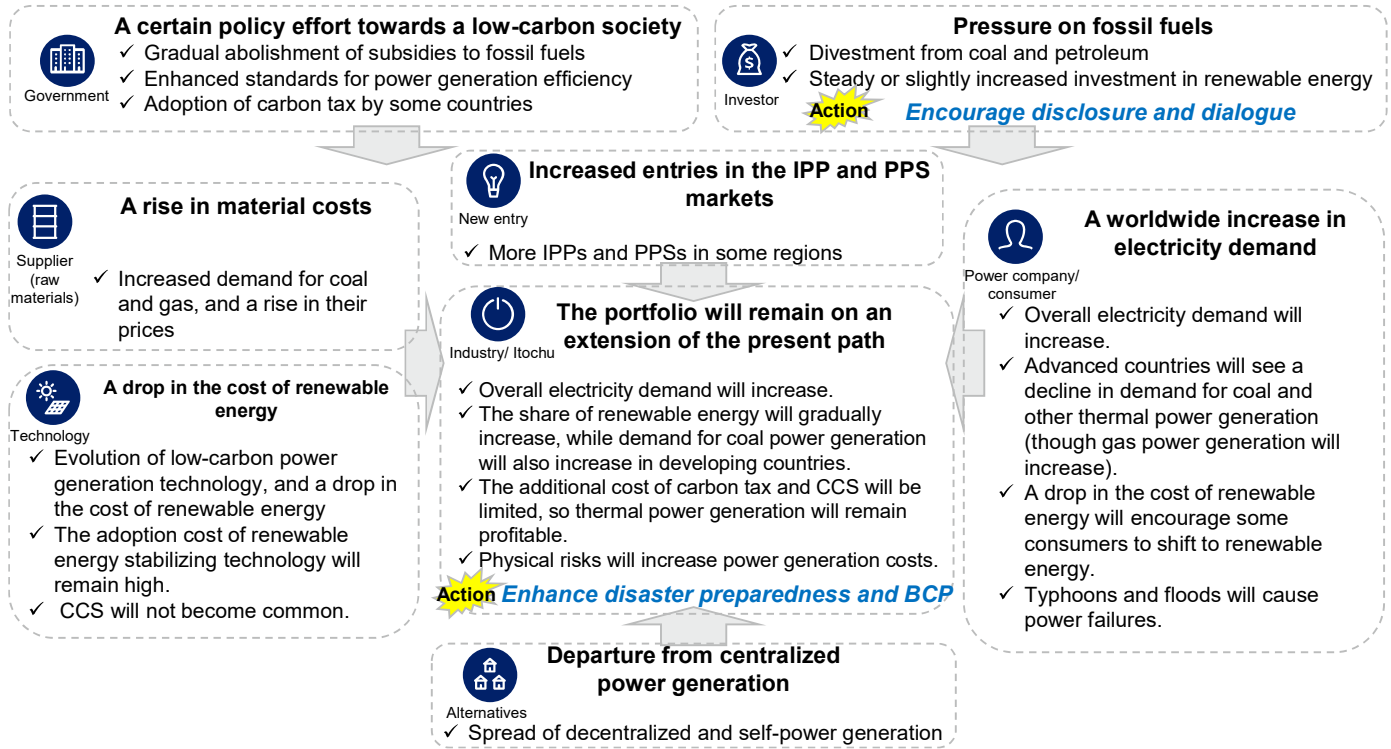 A certain policy effort towards a low-carbon society
✓ Gradual abolishment of subsidies to fossil fuels
✓ Enhanced standards for power generation efficiency
✓ Adoption of carbon tax by some countries
Government
Pressure on fossil fuels
✓ Divestment from coal and petroleum
✓ Steady or slightly increased investment in renewable energy
Investor
Action
Encourage disclosure and dialogue
A rise in material costs
Supplier
(raw
materials)
✓ Increased demand for coal
and gas, and a rise in their
prices
Increased entries in the IPP and PPS
markets
New entry
✓ More IPPs and PPSs in some regions
A worldwide increase in
electricity demand
Power company/
consumer
✓ Overall electricity demand will
increase.
✓ Advanced countries will see a
decline in demand for coal and
other thermal power generation
(though gas power generation will
increase).
✓ A drop in the cost of renewable
energy will encourage some
consumers to shift to renewable
energy.
✓ Typhoons and floods will cause
power failures.
The portfolio will remain on an
extension of the present path
Industry/ Itochu
✓ Overall electricity demand will increase.
✓ The share of renewable energy will gradually
increase, while demand for coal power generation
will also increase in developing countries.
✓ The additional cost of carbon tax and CCS will be
limited, so thermal power generation will remain
profitable.
✓ Physical risks will increase power generation costs.
Action
Enhance disaster preparedness and BCP
A drop in the cost of renewable
energy
Technology
✓ Evolution of low-carbon power
generation technology, and a drop in
the cost of renewable energy
✓ The adoption cost of renewable
energy stabilizing technology will
remain high.
✓ CCS will not become common.
Departure from centralized
power generation
Alternatives
✓ Spread of decentralized and self-power generation